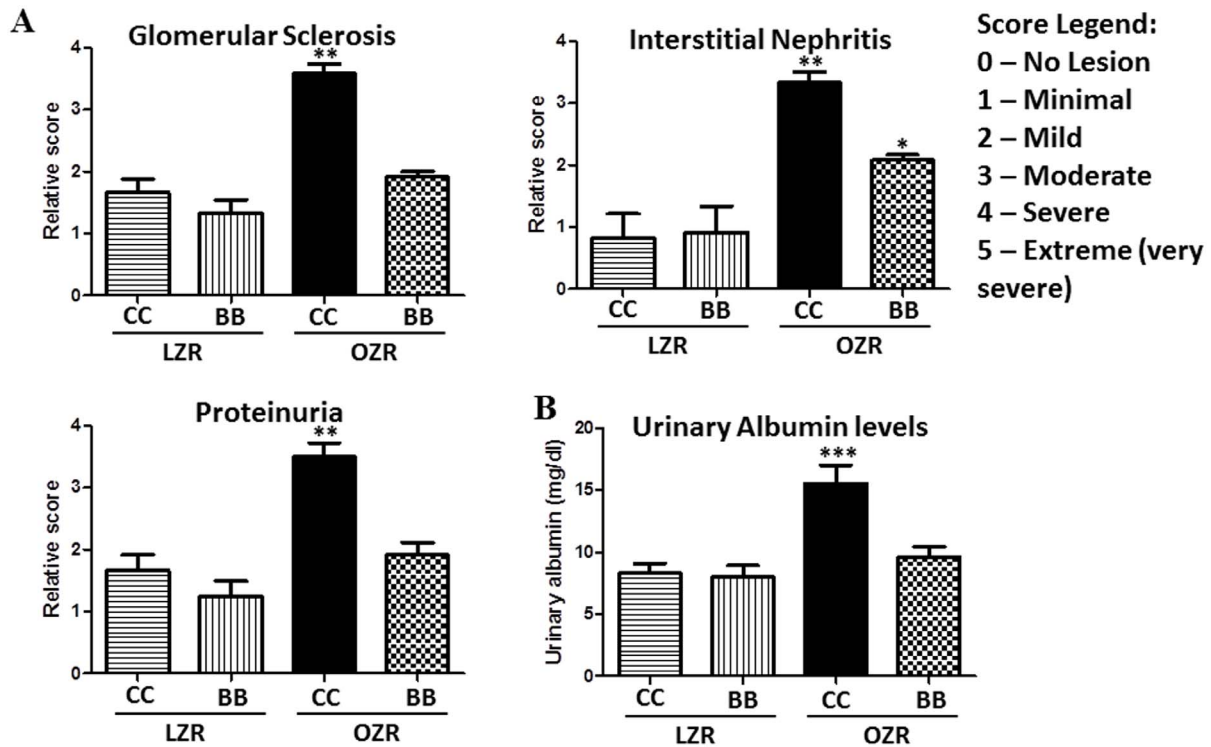 A
Glomerular Sclerosis
**
4
3
2
1
0
Relative score
CC BB CC BB
LZR OZR
Interstitial Nephritis
**
*
4
3
2
1
0
Relative score
CC BB CC BB
LZR OZR
Score Legend:
0 – No Lesion
1 – Minimal
2 – Mild
3 – Moderate
4 – Severe
5 – Extreme (very
severe)
Proteinuria
**
4
3
2
1
0
Relative score
CC BB CC BB
LZR OZR
B
Urinary Albumin levels
***
20
15
10
5
0
Urinary albumin (mg/dl)
CC BB CC BB
LZR OZR